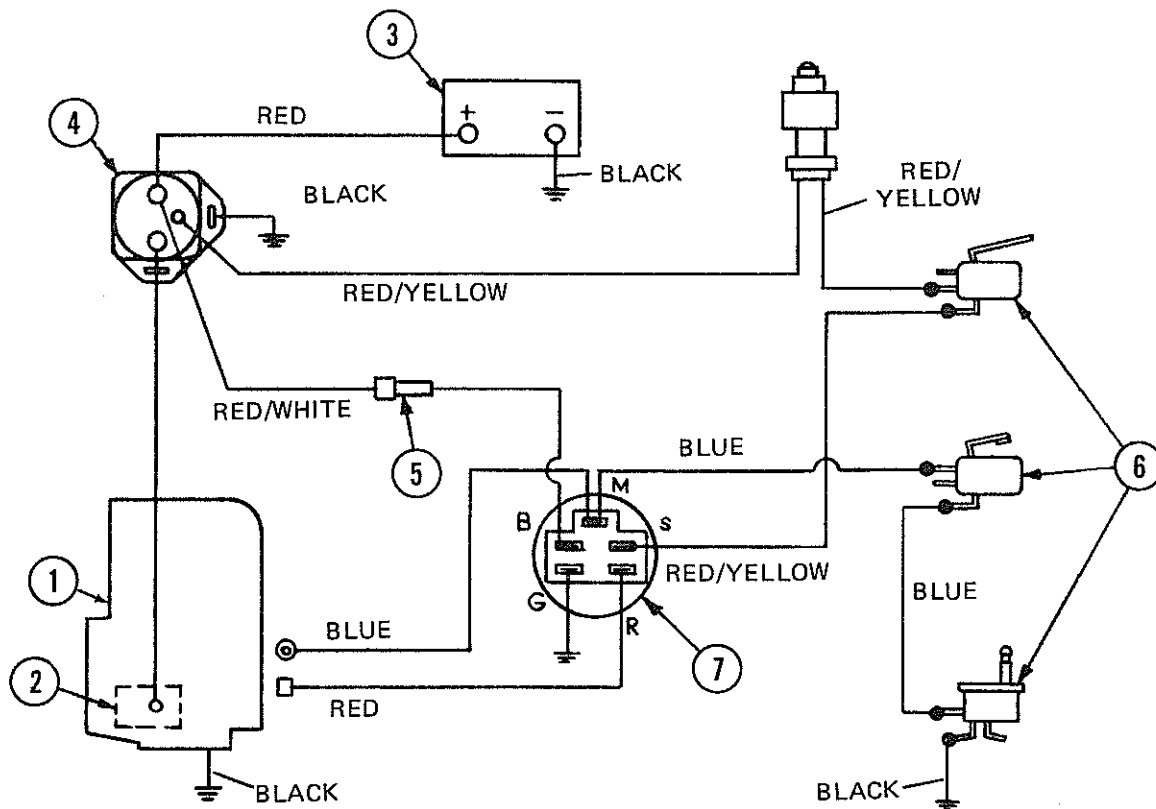 3
4
RED
+ −
BLACK
BLACK
RED/
YELLOW
RED/YELLOW
RED/WHITE
5
BLUE
6
M
B
S
RED/YELLOW
1
G
R
BLUE
BLUE
7
2
RED
BLACK
BLACK